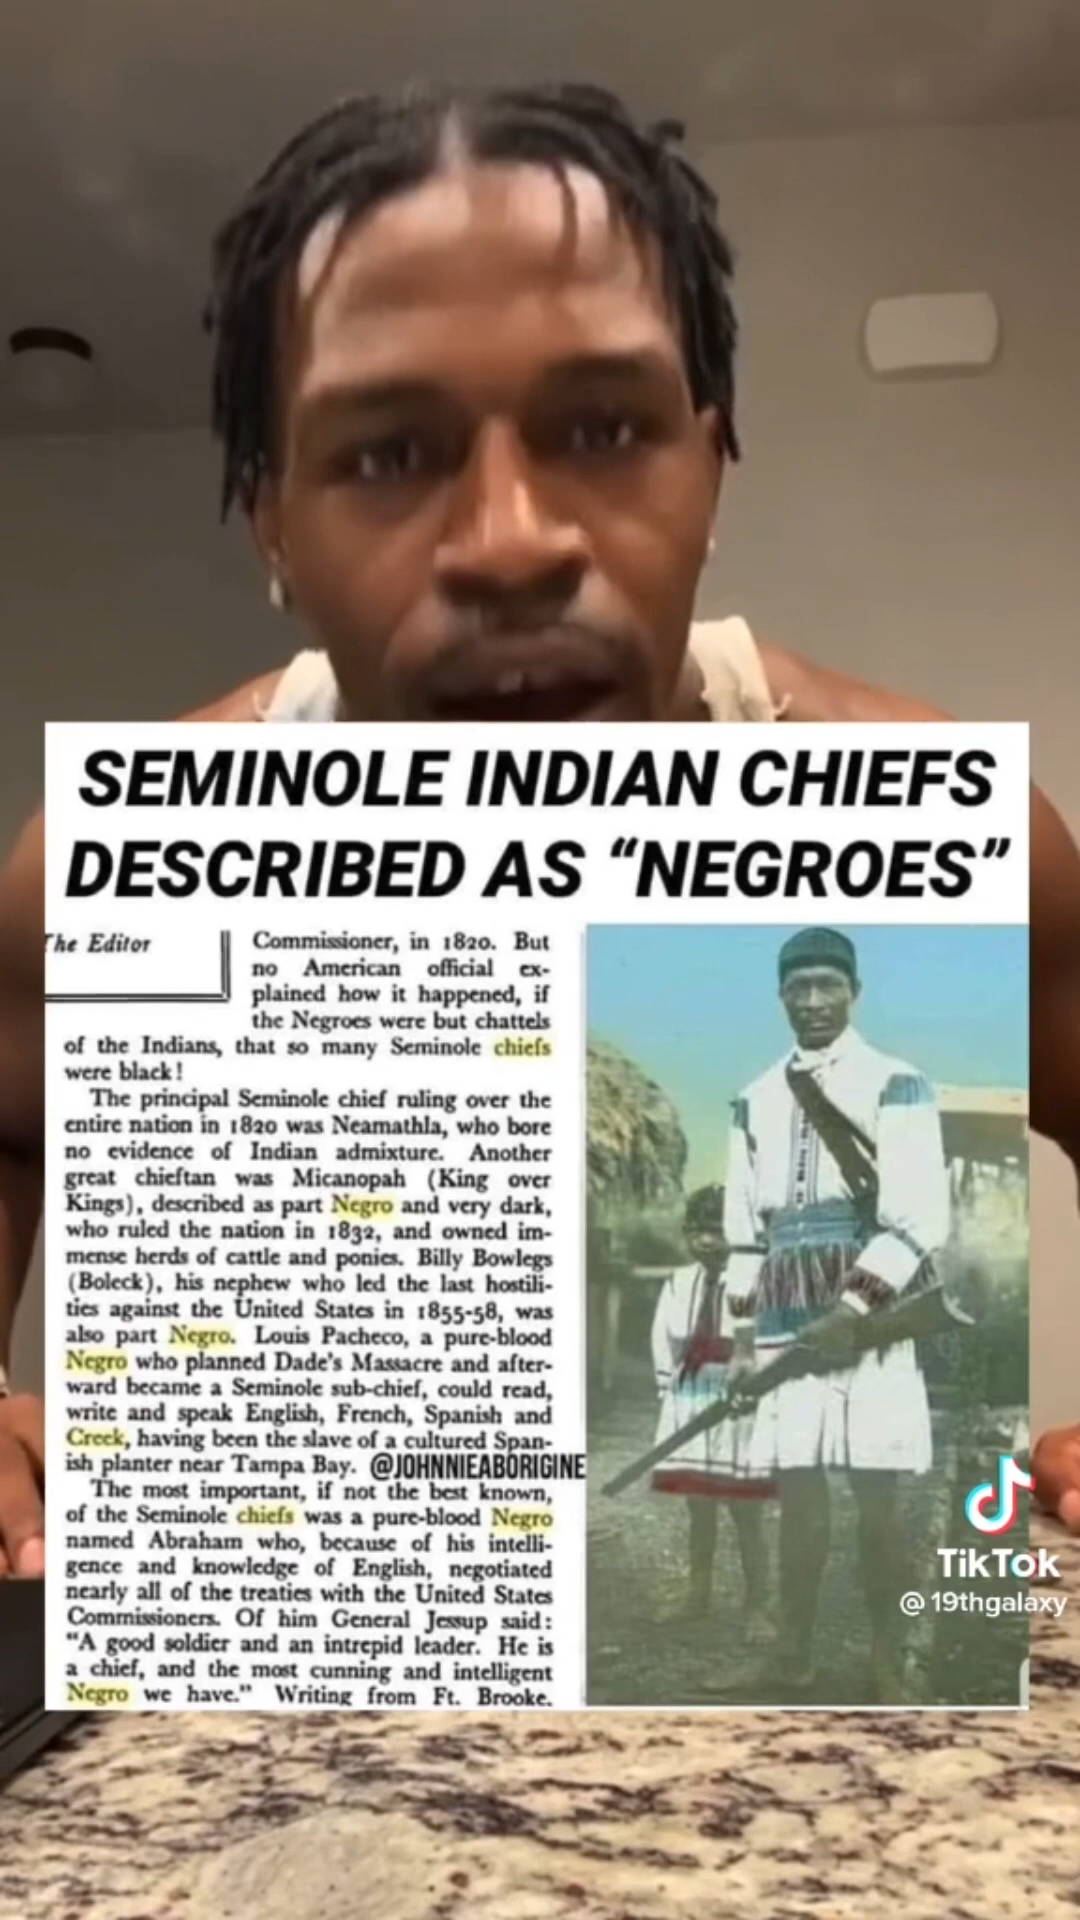 SEMINOLE INDIAN CHIEFS
DESCRIBED AS “NEGROES”
The Editor
Commissioner, in 1820. But
no American official ex-
plained how it happened, if
the Negroes were but chattels
of the Indians, that so many Seminole chiefs
were black!
The principal Seminole chief ruling over the
entire nation in 1820 was Neamathla, who bore
no evidence of Indian admixture. Another
great chieftan was Micanopah (King over
Kings), described as part Negro and very dark,
who ruled the nation in 1832, and owned im-
mense herds of cattle and ponies. Billy Bowlegs
(Boleck), his nephew who led the last hostili-
ties against the United States in 1855-58, was
also part Negro. Louis Pacheco, a pure-blood
Negro who planned Dade's Massacre and after-
ward became a Seminole sub-chief, could read,
write and speak English, French, Spanish and
Creek, having been the slave of a cultured Span-
ish planter near Tampa Bay. @JOHNNIEABORIGINE
The most important, if not the best known,
of the Seminole chiefs was a pure-blood Negro
named Abraham who, because of his intelli-
gence and knowledge of English, negotiated
nearly all of the treaties with the United States
Commissioners. Of him General Jessup said:
“A good soldier and an intrepid leader. He is
a chief, and the most cunning and intelligent
Negro we have.” Writing from Ft. Brooke.
TikTok
@19thgalaxy